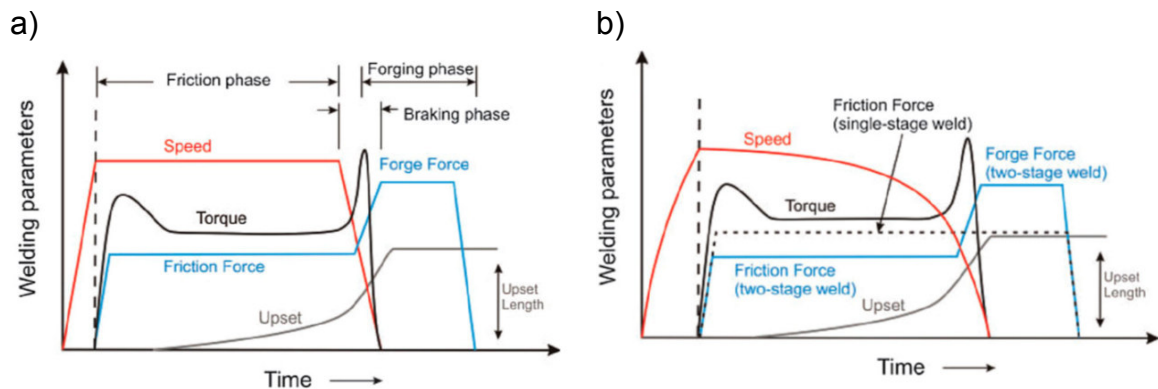 a)
Friction phase
Forging phase
Braking phase
Speed
Forge Force
Torque
Friction Force
Upset
Upset
Length
Welding parameters
Time
b)
Friction Force
(single-stage weld)
Speed
Forge Force
(two-stage weld)
Torque
Friction Force
(two-stage weld)
Upset
Upset
Length
Welding parameters
Time